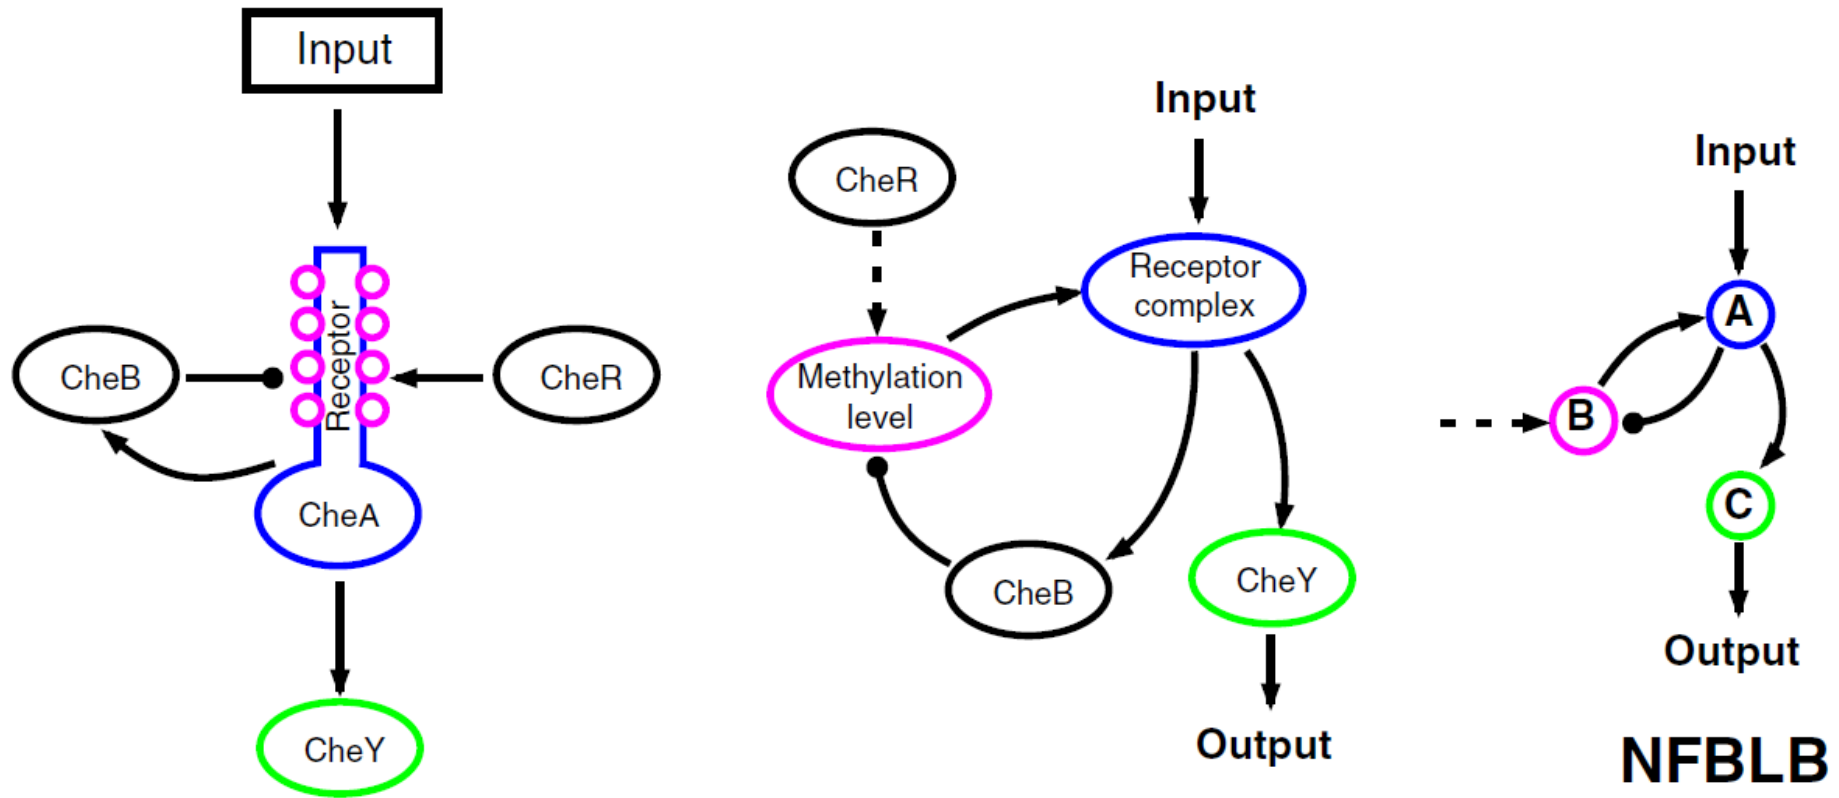 Input
Receptor
CheB
CheR
CheA
CheY
Input
CheR
Receptor
complex
Methylation
level
CheB
CheY
Output
Input
A
B
C
Output
NFBLB